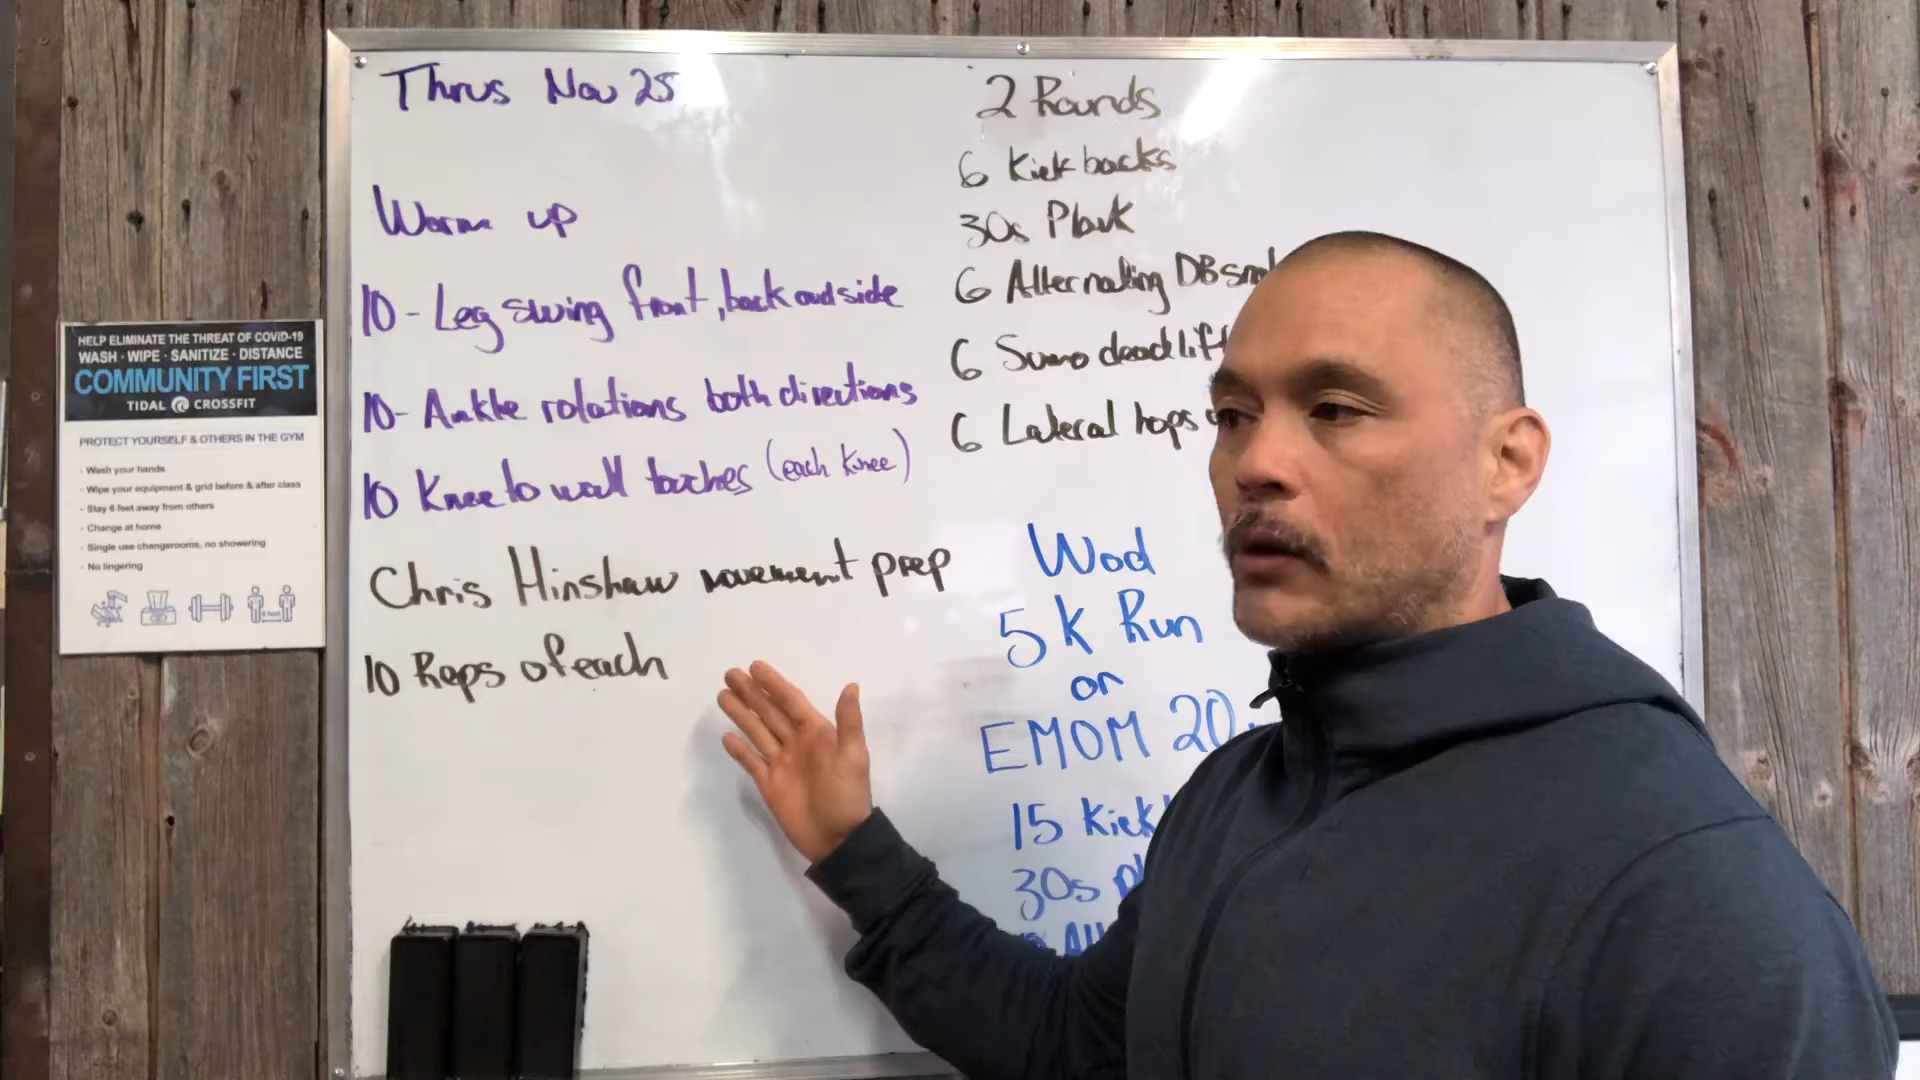 Thrus Nov 25
Warm up
10 - Leg swing front, back and side
10 - Ankle rotations both directions
10 Knee to wall touches (each knee)
Chris Hinshaw movement prep
10 Reps of each
2 Rounds
6 Kickbacks
30s Plank
6 Alternating DB
6 Sumo deadlift
6 Lateral hops
Wod
5K Run
or
EMOM 20
15 Kick
30s
HELP ELIMINATE THE THREAT OF COVID-19
WASH · WIPE · SANITIZE · DISTANCE
COMMUNITY FIRST
TIDAL CROSSFIT
PROTECT YOURSELF & OTHERS IN THE GYM
- Wash your hands
- Wipe your equipment & grid before & after class
- Stay 6 feet away from others
- Change at home
- Single use changerooms, no showering
- No lingering